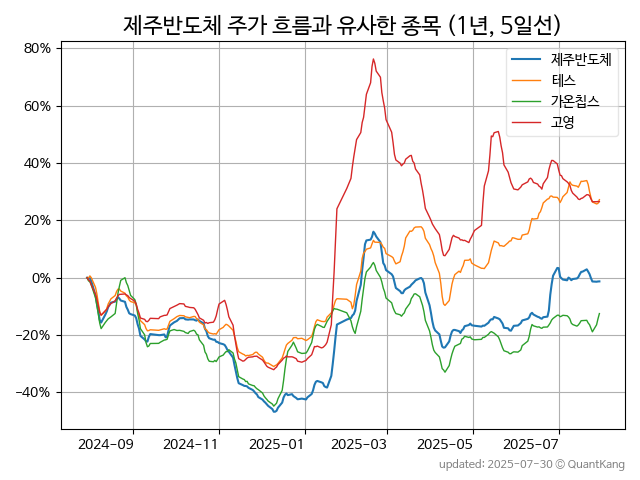 제주반도체 주가 흐름과 유사한 종목 (1년, 5일선)
80%
60%
40%
20%
0%
−20%
−40%
제주반도체
테스
가온칩스
고영
2024-09
2024-11
2025-01
2025-03
2025-05
2025-07
updated: 2025-07-30 © QuantKang